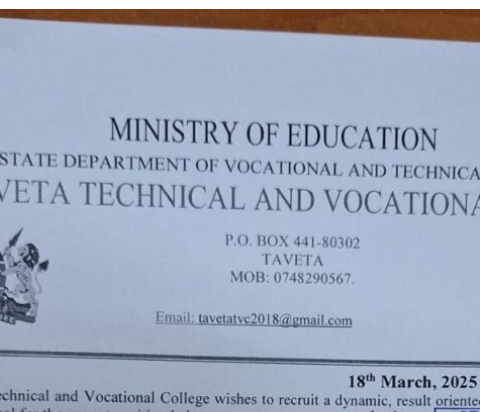 MINISTRY OF EDUCATION
STATE DEPARTMENT OF VOCATIONAL AND TECHNICA
VETA TECHNICAL AND VOCATIONA
P.O. BOX 441-80302
TAVETA
MOB: 0748290567.
Email: tavetatvc2018@gmail.com
18th March, 2025
echnical and Vocational College wishes to recruit a dynamic, result oriente